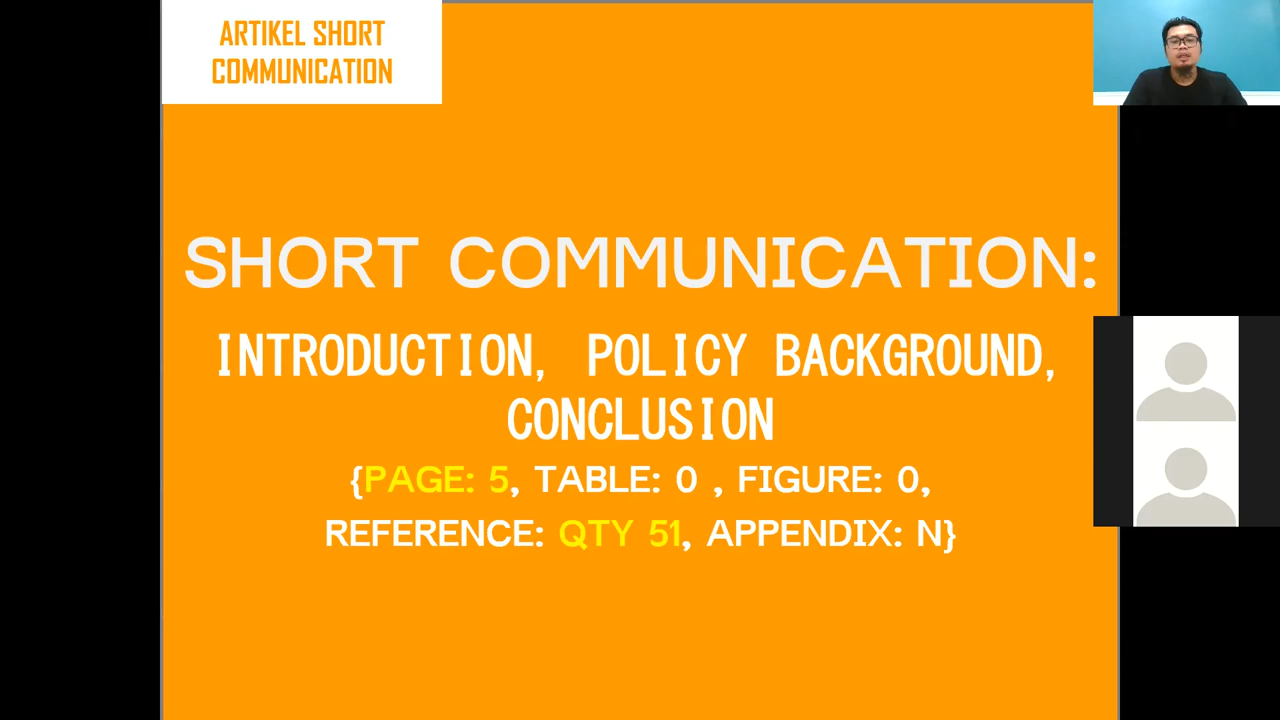 ARTIKEL SHORT
COMMUNICATION
SHORT COMMUNICATION:
INTRODUCTION, POLICY BACKGROUND,
CONCLUSION
{PAGE: 5, TABLE: 0 , FIGURE: 0,
REFERENCE: QTY 51, APPENDIX: N}